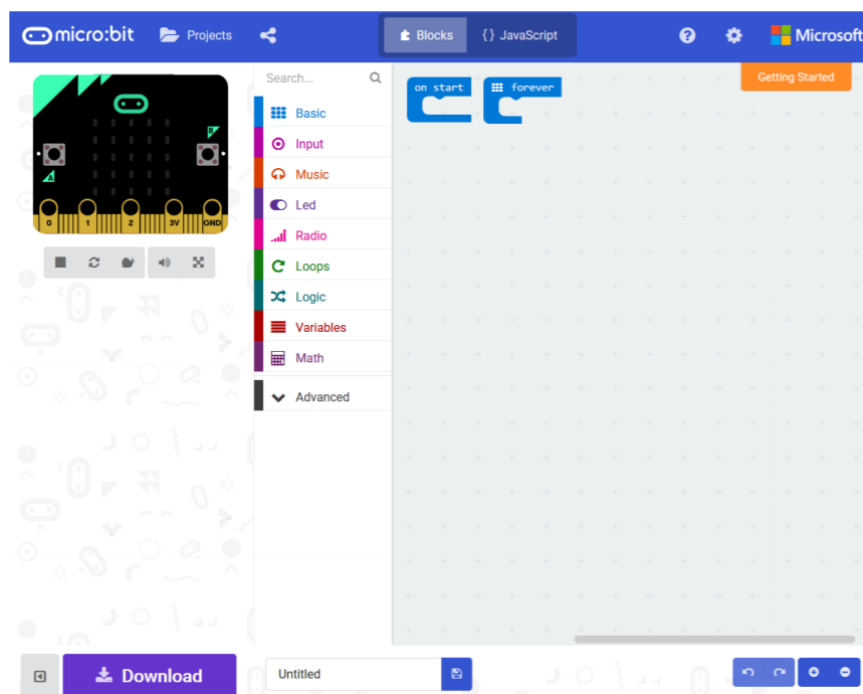 micro:bit Projects Blocks {} JavaScript Microsoft
Search...
on start forever
Getting Started
Basic
Input
Music
Led
Radio
Loops
Logic
Variables
Math
Advanced
B
A
0 1 2 3V GND
Download
Untitled